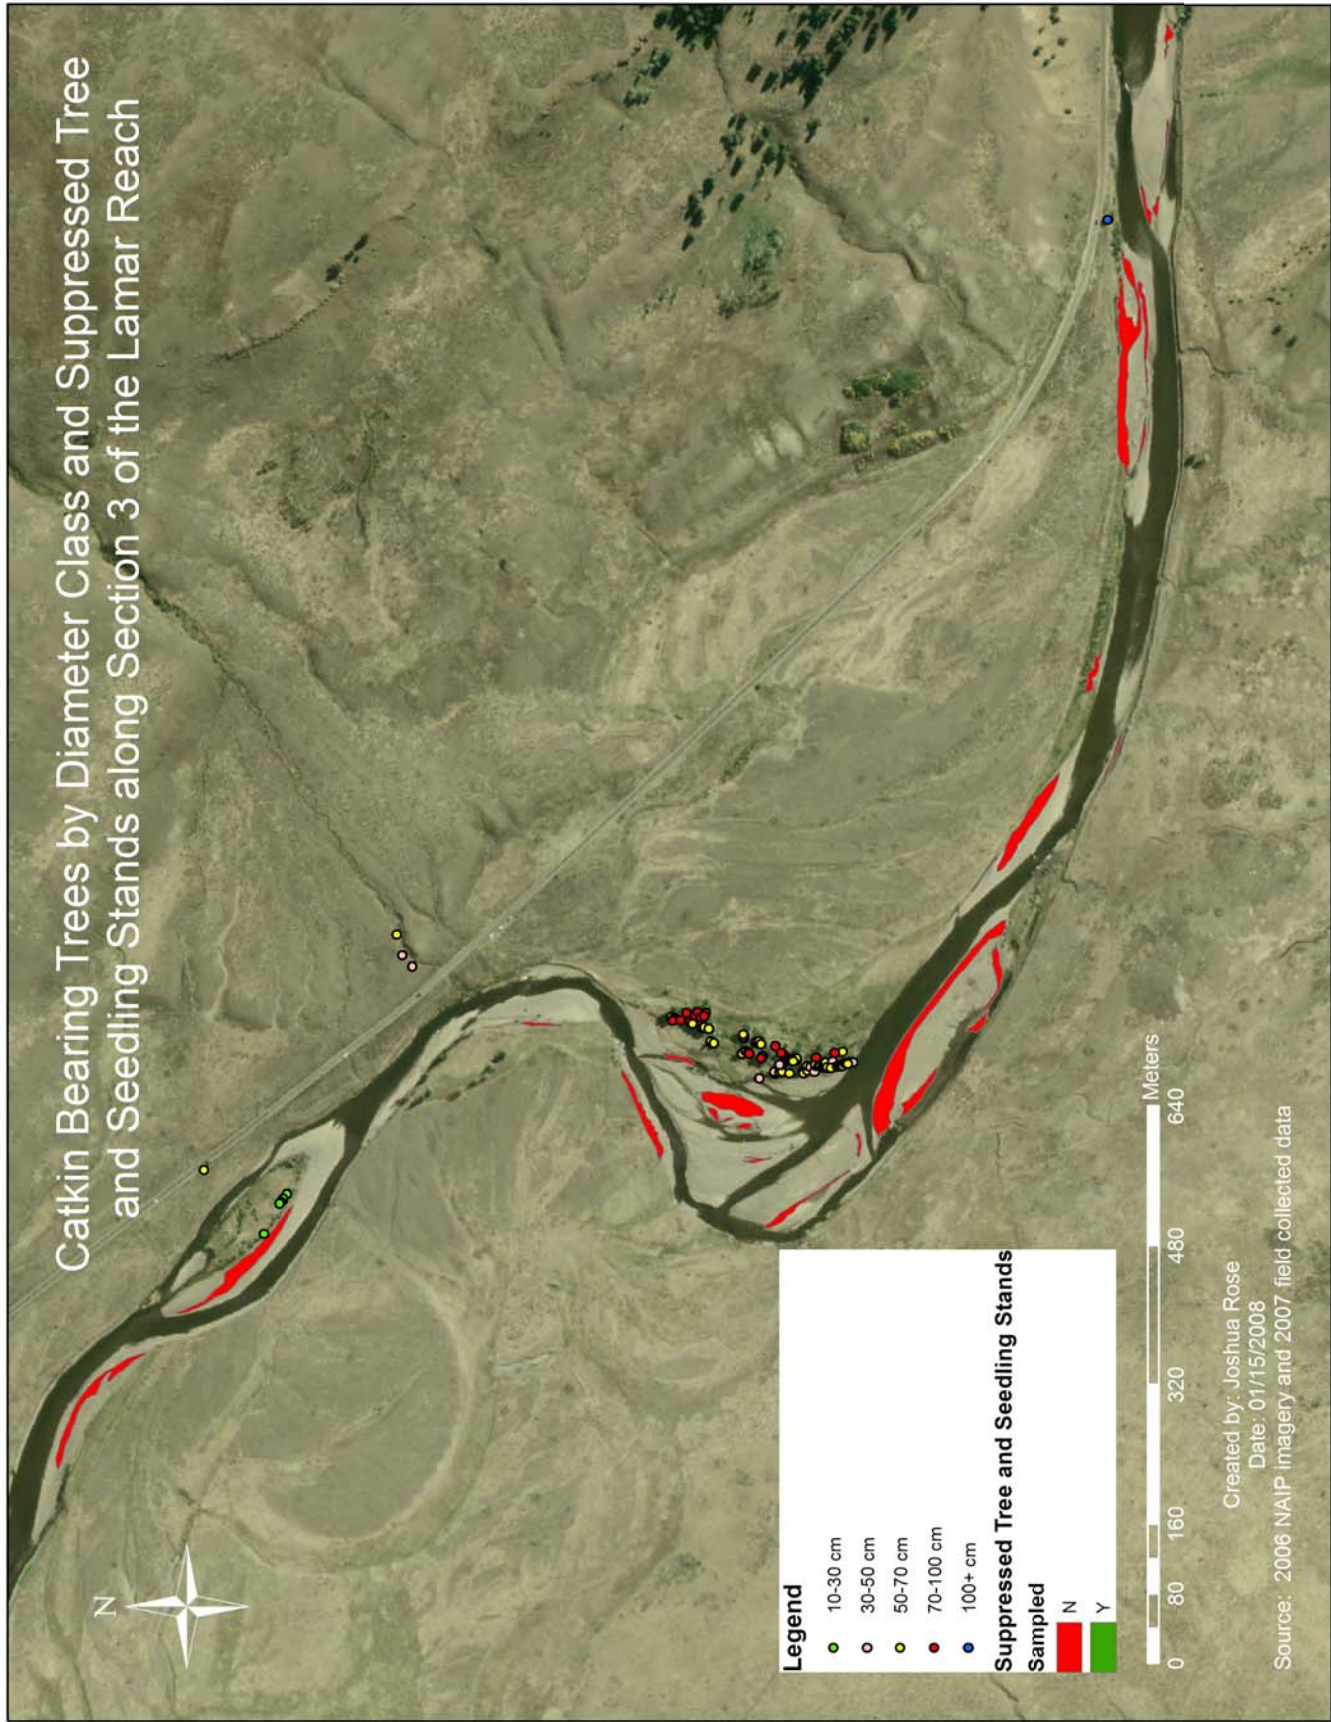 Catkin Bearing Trees by Diameter Class and Suppressed Tree
and Seedling Stands along Section 3 of the Lamar Reach
N
Legend
10-30 cm
30-50 cm
50-70 cm
70-100 cm
100+ cm
Suppressed Tree and Seedling Stands
Sampled
N
Y
Meters
0 80 160 320 480 640
Created by: Joshua Rose
Date: 01/15/2008
Source: 2006 NAIP imagery and 2007 field collected data